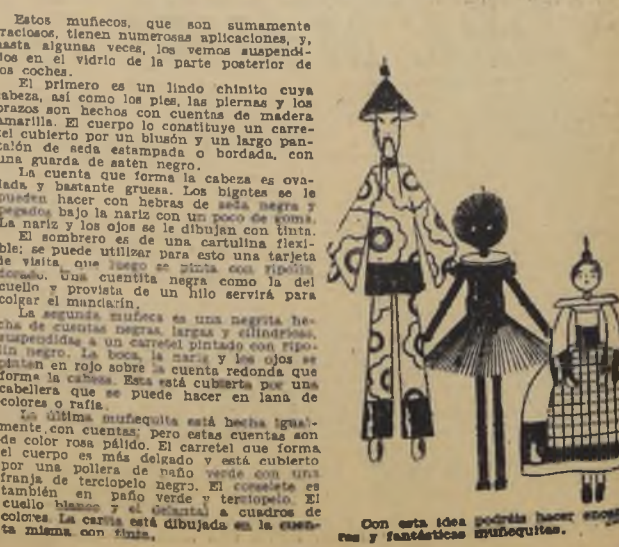 Estos muñecos, que son sumamente
raciosos, tienen numerosas aplicaciones, y,
asta algunas veces, los vemos suspendi-
os en el vidrio de la parte posterior de
os coches.
El primero es un lindo chinito cuya
abeza, así como los pies, las piernas y los
razos son hechos con cuentas de madera
amarilla. El cuerpo lo constituye un carre-
tel cubierto por un blusón y un largo pan-
talón de seda estampada o bordada, con
una guarda de satén negro.
La cuenta que forma la cabeza es ova-
lada y bastante gruesa. Los bigotes se le
pueden hacer con hebras de seda negra y
pegados bajo la nariz con un poco de goma.
La nariz y los ojos se le dibujan con tinta.
El sombrero es de una cartulina flexi-
ble; se puede utilizar para esto una tarjeta
de visita, que luego se pinta con ripolin
dorado. Una cuentita negra como la del
cuello y provista de un hilo servirá para
colgar el mandarín.
La segunda muñeca es una negrita he-
cha de cuentas negras, largas y cilíndricas,
suspendidas a un carretel pintado con ripo-
lin negro. La boca, la nariz y los ojos se
pintan en rojo sobre la cuenta redonda que
forma la cabeza. Esta está cubierta por una
cabellera que se puede hacer en lana de
colores o rafia.
La última muñequita está hecha igual-
mente con cuentas; pero estas cuentas son
de color rosa pálido. El carretel que forma
el cuerpo es más delgado y está cubierto
por una pollera de paño verde con una
franja de terciopelo negro. El corselete es
también en paño verde y terciopelo. El
cuello blanco y el delantal a cuadros de
colores. La carita está dibujada en la cuen-
ta misma con tinta.
Con esta idea podréis hacer
ras y fantásticas muñequitas.